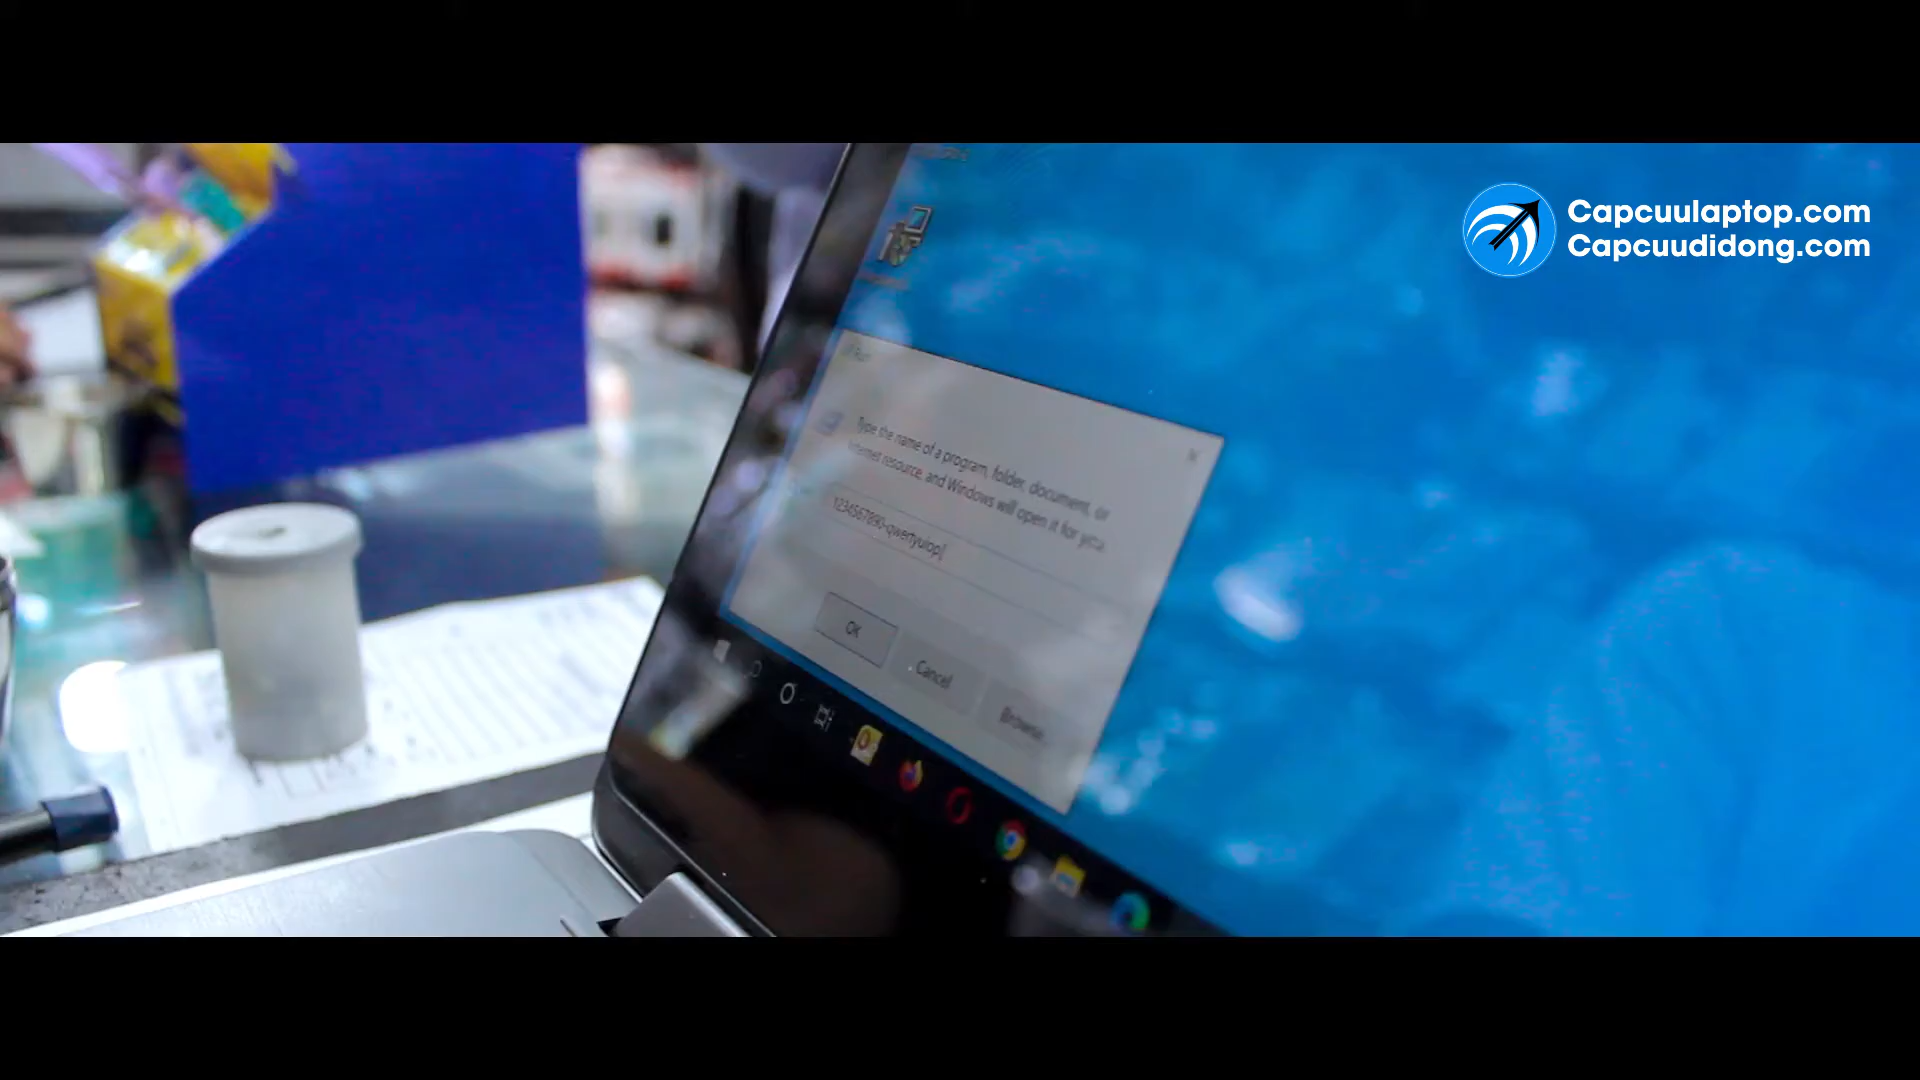 Capcuulaptop.com
Capcuudidong.com
Run
Type the name of a program, folder, document, or
Internet resource, and Windows will open it for you.
1234567890-qwertyuiop[
OK
Cancel
Browse...